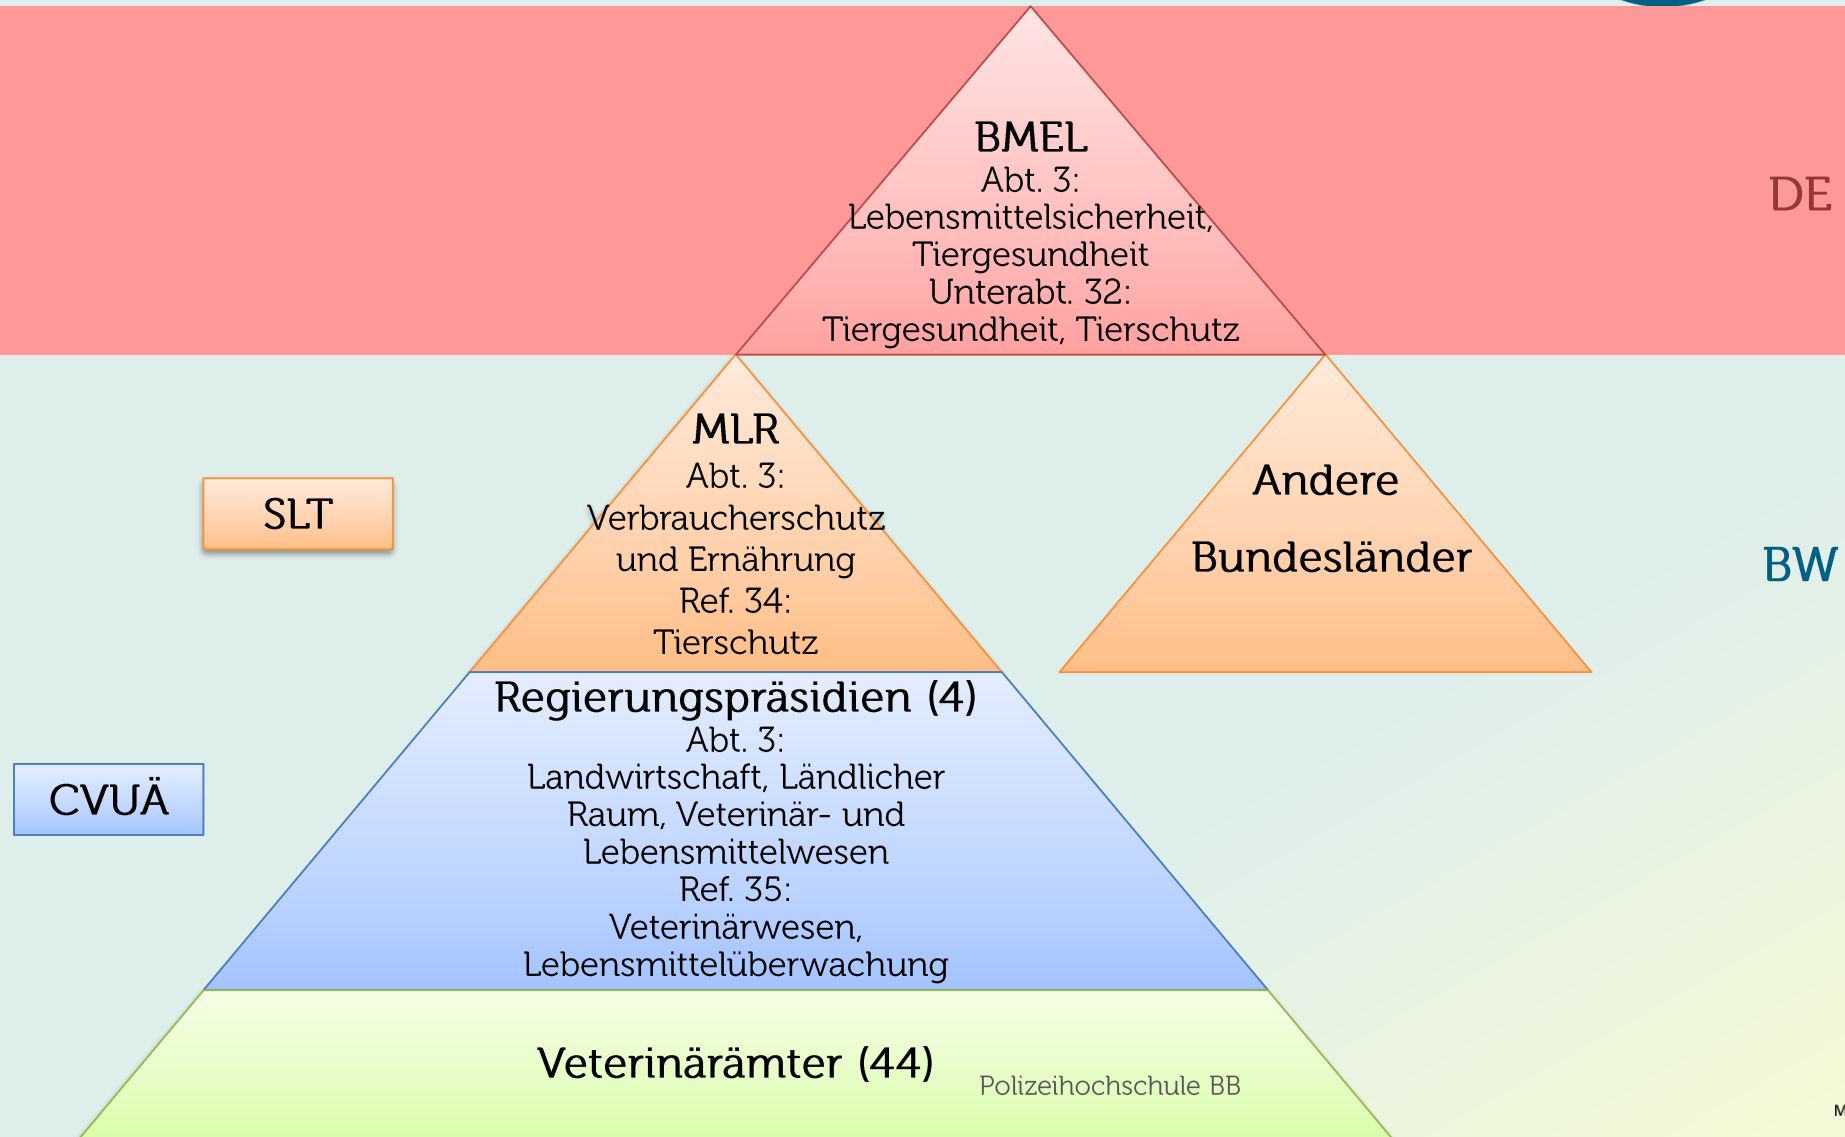 BMEL
Abt. 3:
Lebensmittelsicherheit,
Tiergesundheit
Unterabt. 32:
Tiergesundheit, Tierschutz
DE
MLR
Abt. 3:
Verbraucherschutz
und Ernährung
Ref. 34:
Tierschutz
SLT
Andere
Bundesländer
BW
Regierungspräsidien (4)
Abt. 3:
Landwirtschaft, Ländlicher
Raum, Veterinär- und
Lebensmittelwesen
Ref. 35:
Veterinärwesen,
Lebensmittelüberwachung
CVUÄ
Veterinärämter (44)
Polizeihochschule BB